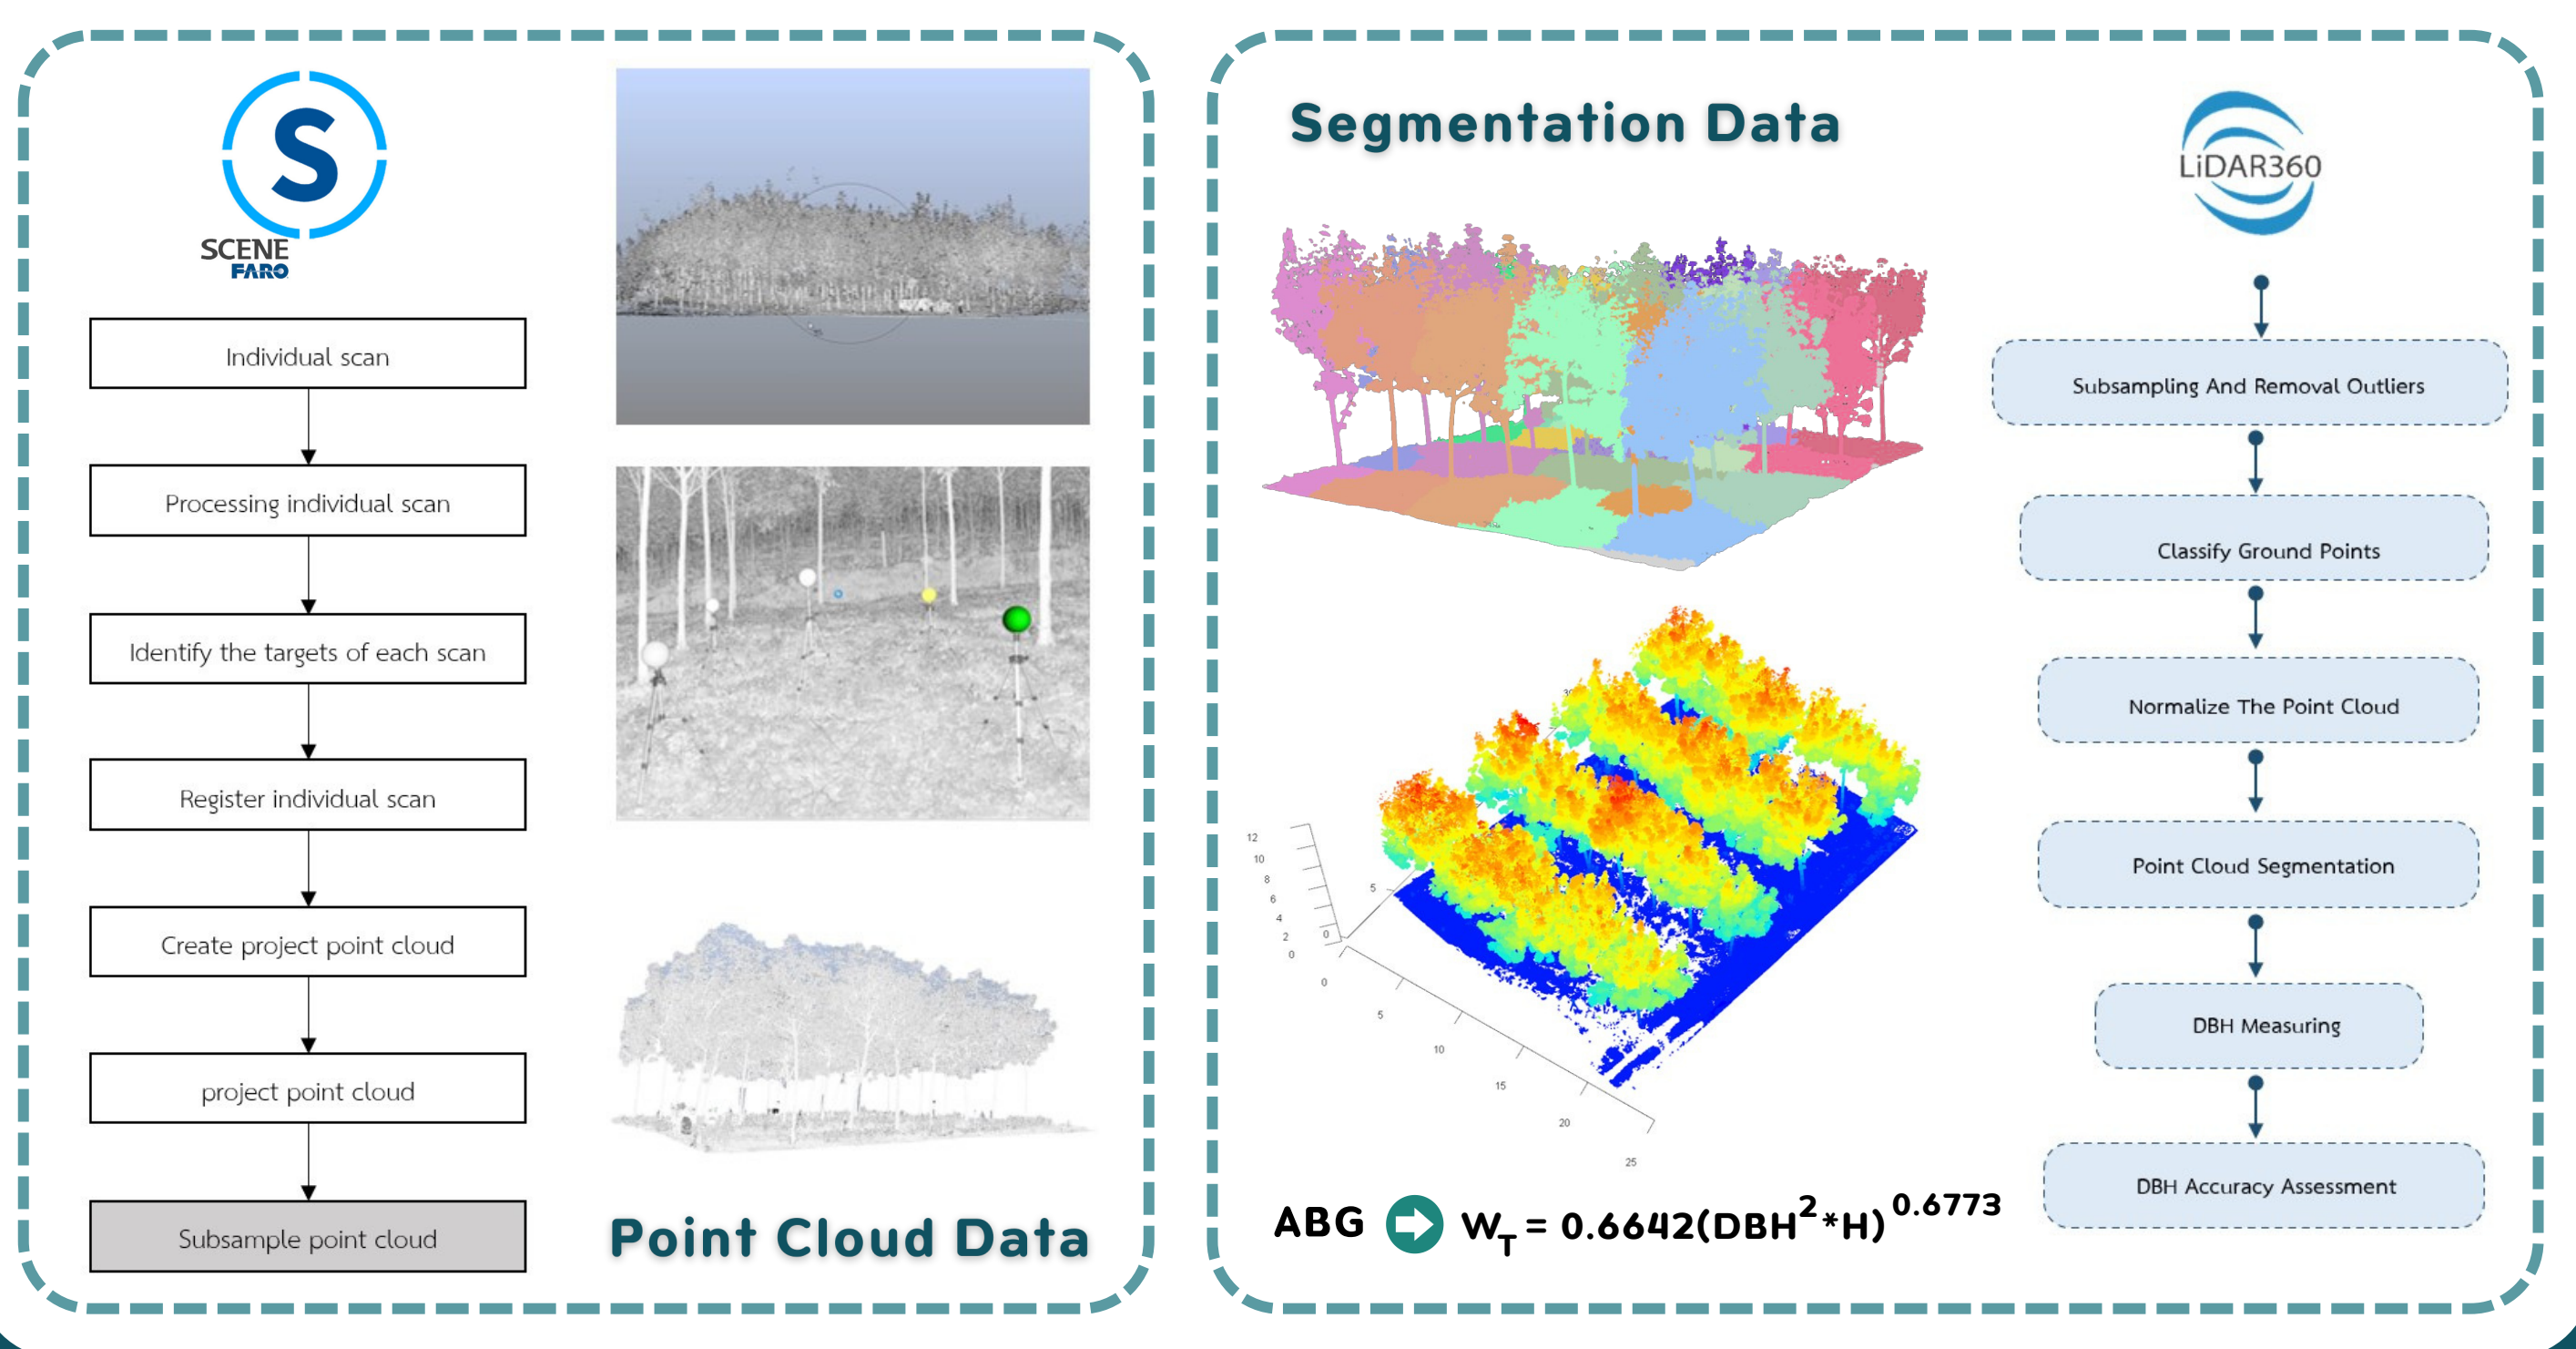 S
SCENE
FARO
Individual scan
Processing individual scan
Identify the targets of each scan
Register individual scan
Create project point cloud
project point cloud
Subsample point cloud
Point Cloud Data
Segmentation Data
LiDAR360
Subsampling And Removal Outliers
Classify Ground Points
Normalize The Point Cloud
Point Cloud Segmentation
DBH Measuring
DBH Accuracy Assessment
30
12
10
8
6
4
2
0
5
0
0
5
10
15
20
25
ABG W_T = 0.6642(DBH²*H)^0.6773